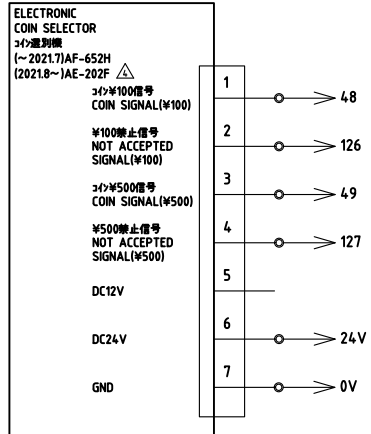 ELECTRONIC
COIN SELECTOR
コイン選別機
(～2021.7)AF-652H
(2021.8～)AE-202F 4
コイン¥100信号
COIN SIGNAL(¥100)
1
48
¥100禁止信号
NOT ACCEPTED
SIGNAL(¥100)
2
126
コイン¥500信号
COIN SIGNAL(¥500)
3
49
¥500禁止信号
NOT ACCEPTED
SIGNAL(¥500)
4
127
DC12V
5
DC24V
6
24V
GND
7
0V